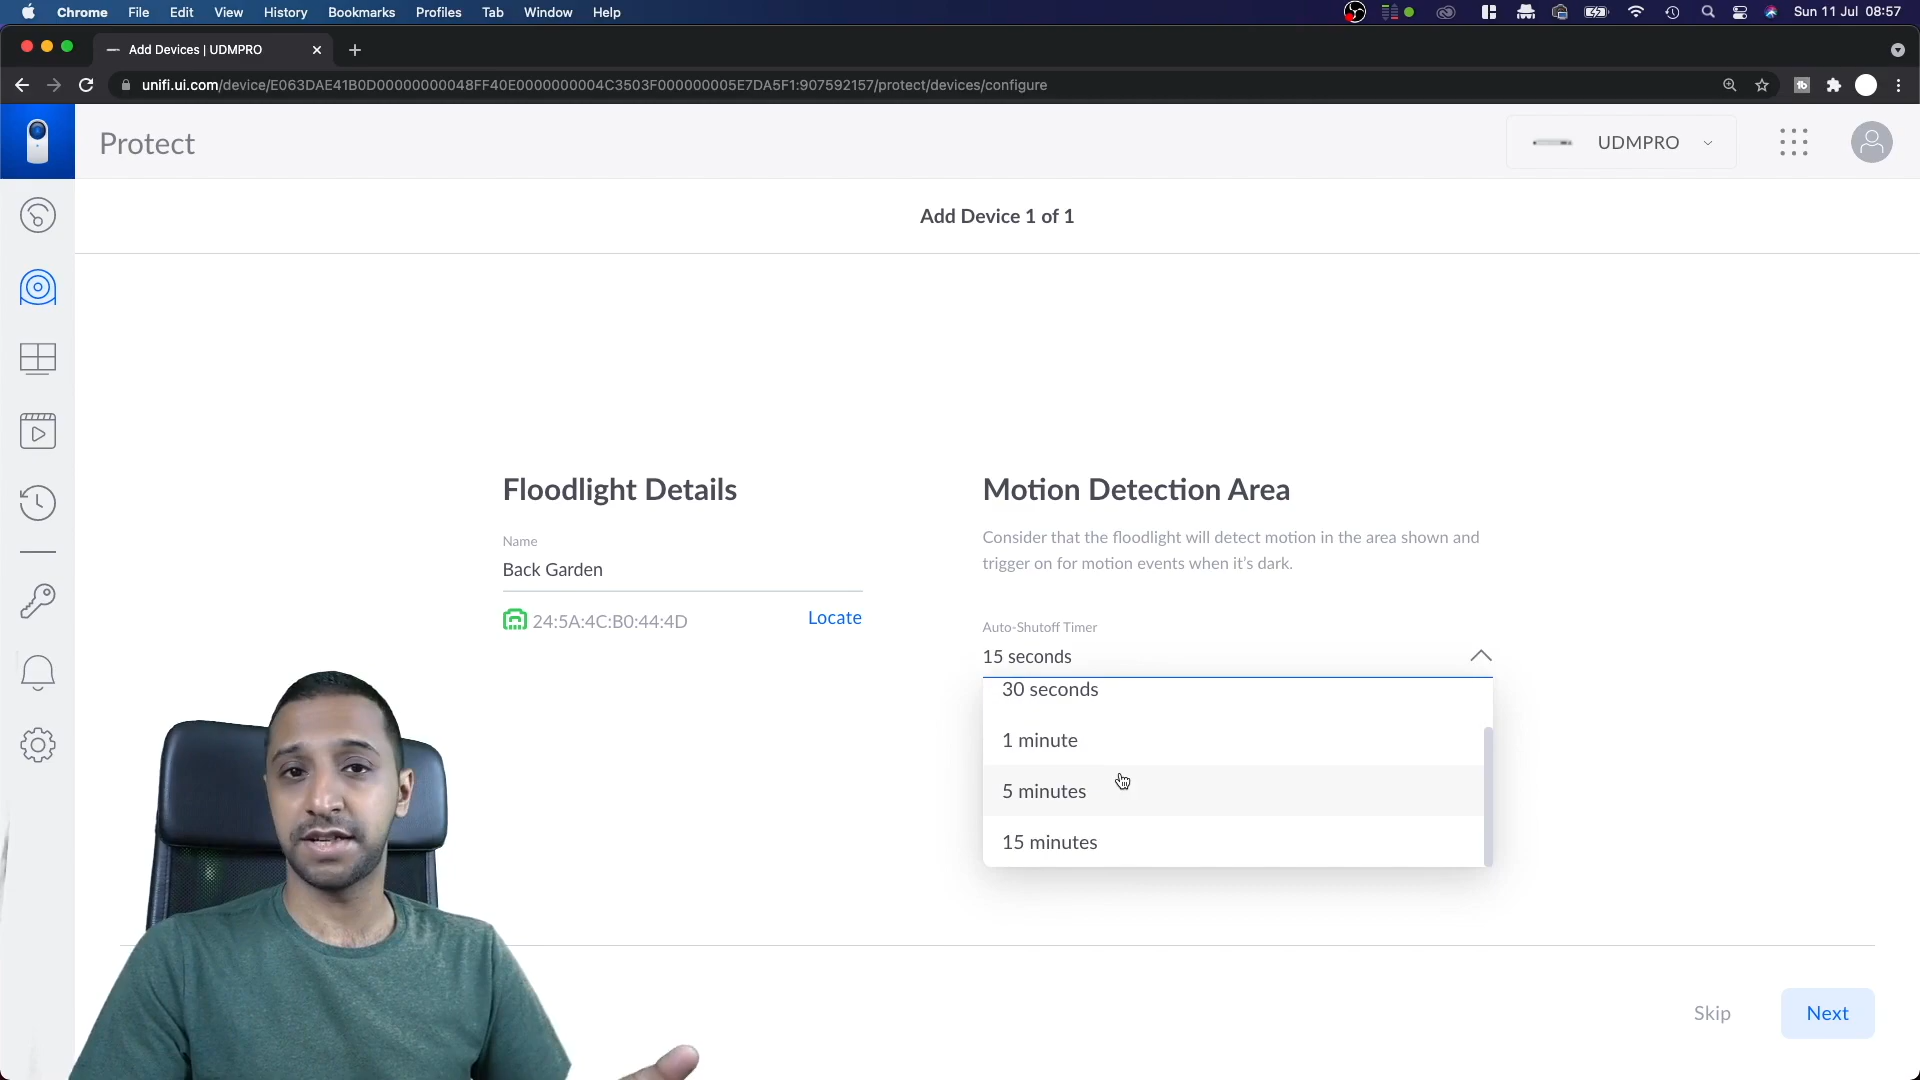 Chrome File Edit View History Bookmarks Profiles Tab Window Help Sun 11 Jul 08:57
Add Devices | UDMPRO
unifi.ui.com/device/E063DAE41B0D00000000048FF40E0000000004C3503F000000005E7DA5F1:907592157/protect/devices/configure
Protect
UDMPRO
Add Device 1 of 1
Floodlight Details
Name
Back Garden
24:5A:4C:B0:44:4D
Locate
Motion Detection Area
Consider that the floodlight will detect motion in the area shown and
trigger on for motion events when it's dark.
Auto-Shutoff Timer
15 seconds
30 seconds
1 minute
5 minutes
15 minutes
Skip
Next